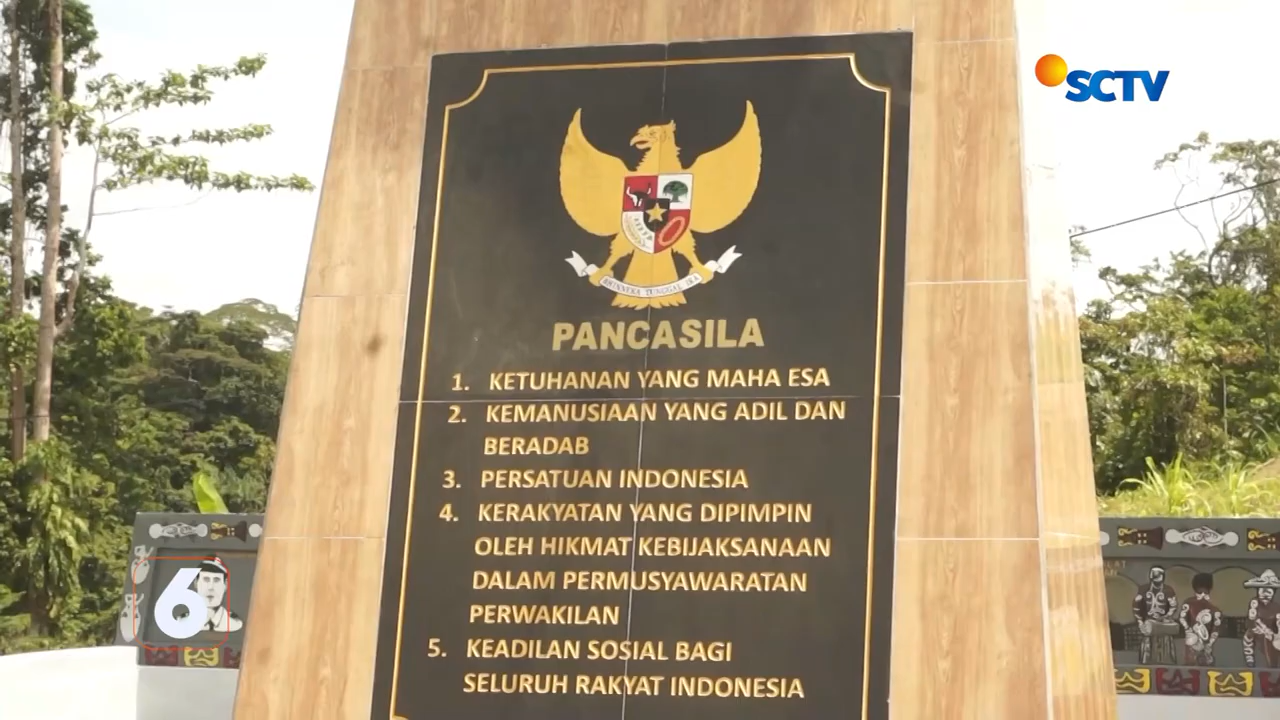 SCTV
BHINNEKA TUNGGAL IKA
PANCASILA
1. KETUHANAN YANG MAHA ESA
2. KEMANUSIAAN YANG ADIL DAN
BERADAB
3. PERSATUAN INDONESIA
4. KERAKYATAN YANG DIPIMPIN
OLEH HIKMAT KEBIJAKSANAAN
DALAM PERMUSYAWARATAN
PERWAKILAN
5. KEADILAN SOSIAL BAGI
SELURUH RAKYAT INDONESIA
6